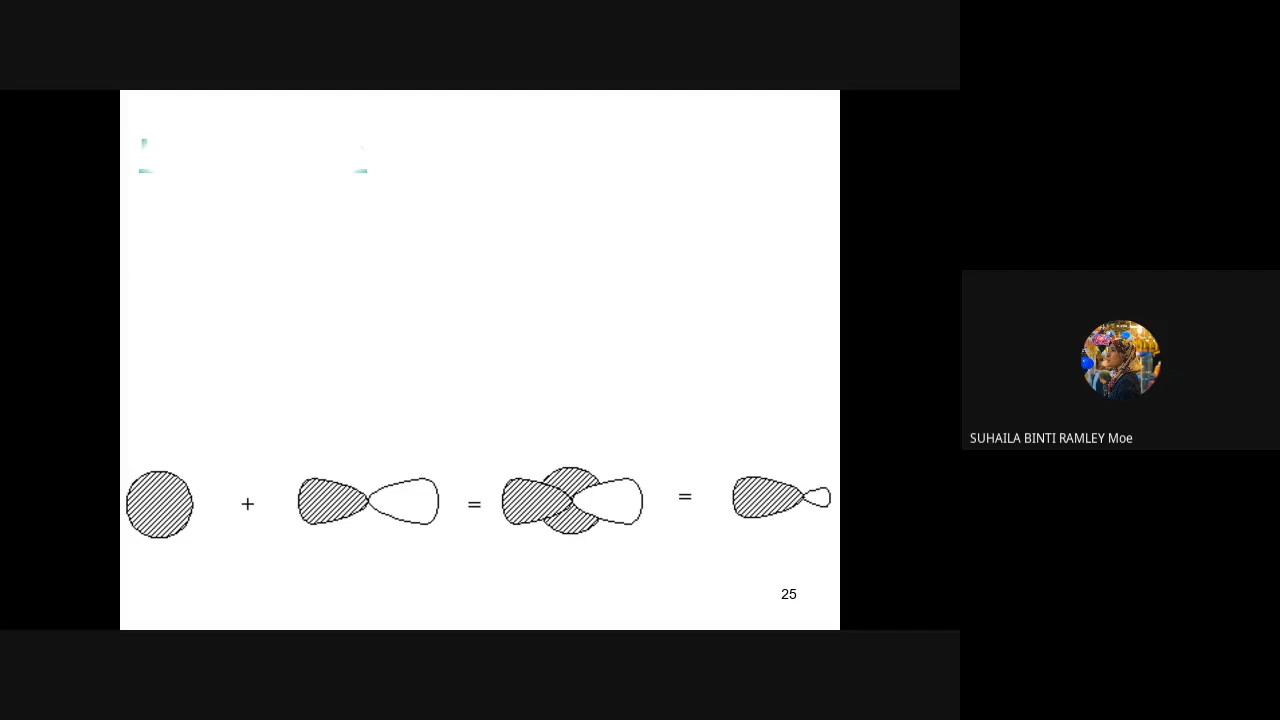 + = =
25
SUHAILA BINTI RAMLEY Moe